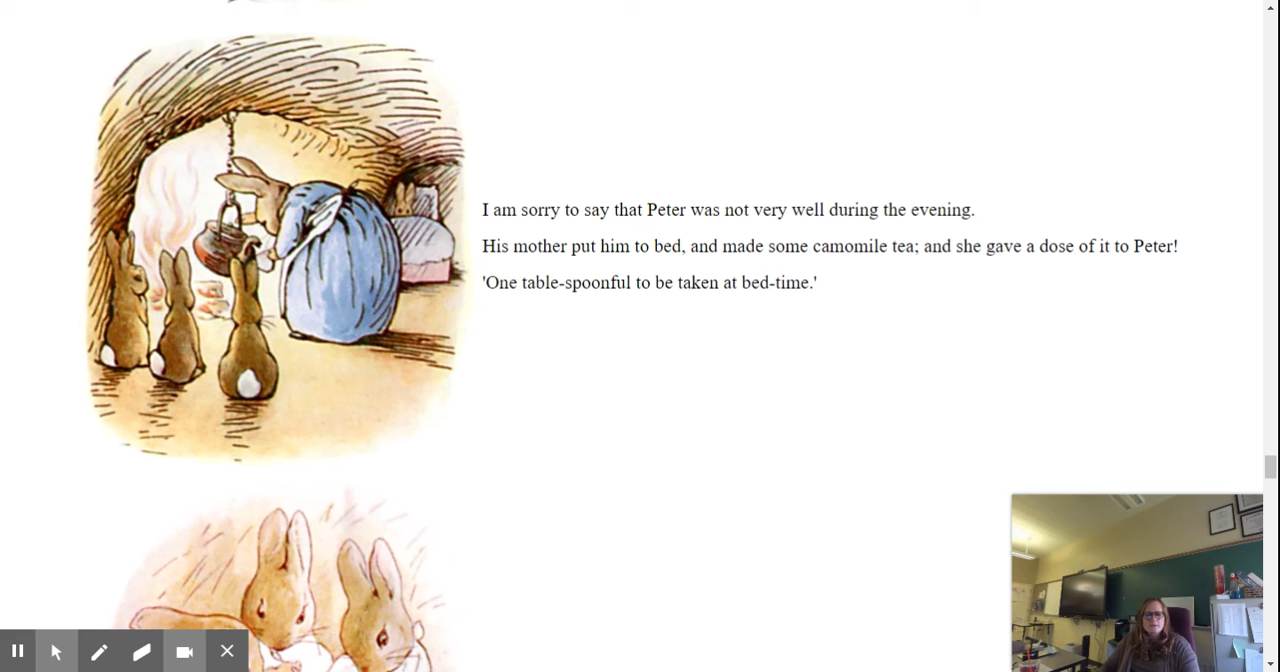 I am sorry to say that Peter was not very well during the evening.
His mother put him to bed, and made some camomile tea; and she gave a dose of it to Peter!
'One table-spoonful to be taken at bed-time.'